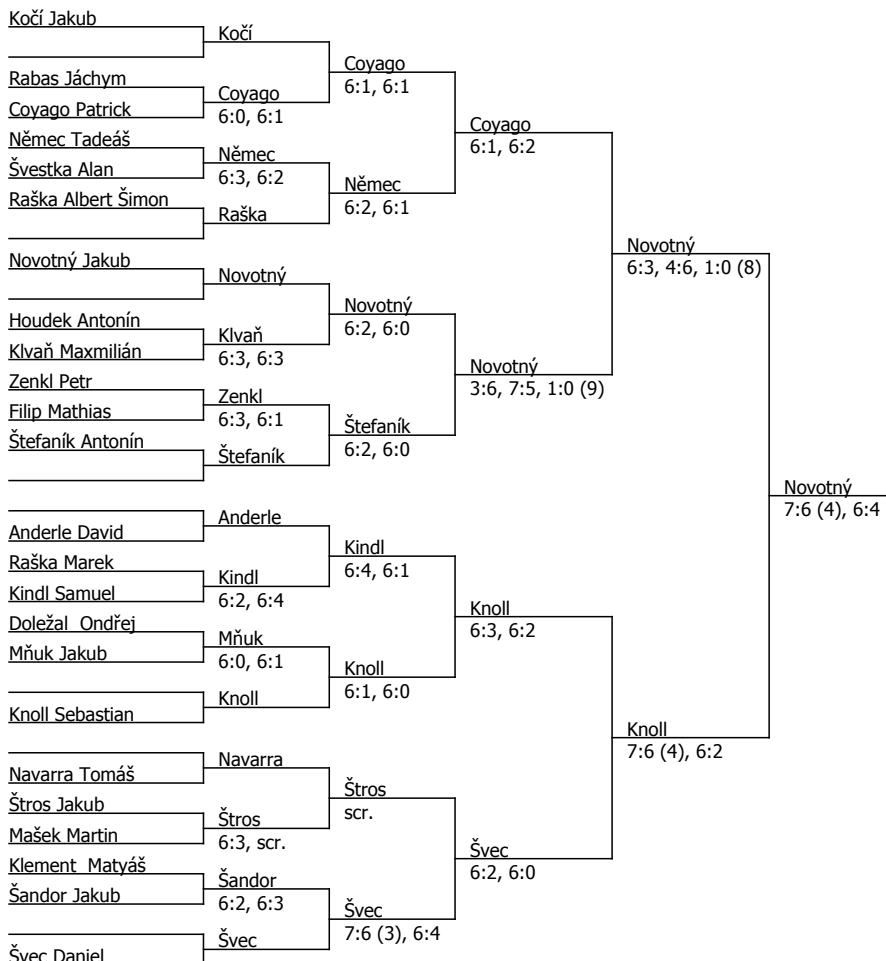 Kočí Jakub
Kočí
Coyago
6:1, 6:1
Rabas Jáchym
Coyago
6:0, 6:1
Coyago Patrick
Coyago
6:1, 6:2
Němec Tadeáš
Němec
6:3, 6:2
Švestka Alan
Němec
6:2, 6:1
Raška Albert Šimon
Raška
Novotný
6:3, 4:6, 1:0 (8)
Novotný Jakub
Novotný
Novotný
6:2, 6:0
Houdek Antonín
Klvaň
6:3, 6:3
Klvaň Maxmilián
Novotný
3:6, 7:5, 1:0 (9)
Zenkl Petr
Zenkl
6:3, 6:1
Filip Mathias
Štefaník
6:2, 6:0
Štefaník Antonín
Štefaník
Novotný
7:6 (4), 6:4
Anderle
Anderle David
Kindl
6:4, 6:1
Raška Marek
Kindl
6:2, 6:4
Kindl Samuel
Knoll
6:3, 6:2
Doležal  Ondřej
Mňuk
6:0, 6:1
Mňuk Jakub
Knoll
6:1, 6:0
Knoll
Knoll Sebastian
Knoll
7:6 (4), 6:2
Navarra
Navarra Tomáš
Štros
scr.
Štros Jakub
Štros
6:3, scr.
Mašek Martin
Švec
6:2, 6:0
Klement  Matyáš
Šandor
6:2, 6:3
Šandor Jakub
Švec
7:6 (3), 6:4
Švec
Švec Daniel